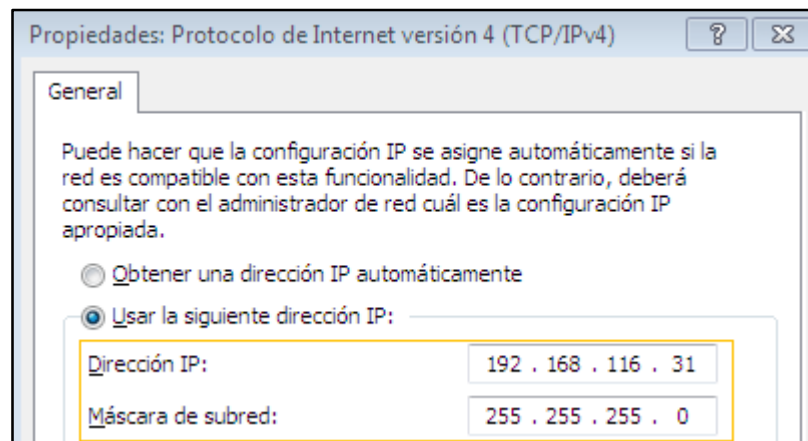 Propiedades: Protocolo de Internet versión 4 (TCP/IPv4)
General
Puede hacer que la configuración IP se asigne automáticamente si la
red es compatible con esta funcionalidad. De lo contrario, deberá
consultar con el administrador de red cuál es la configuración IP
apropiada.
Obtener una dirección IP automáticamente
Usar la siguiente dirección IP:
Dirección IP: 192 . 168 . 116 . 31
Máscara de subred: 255 . 255 . 255 . 0